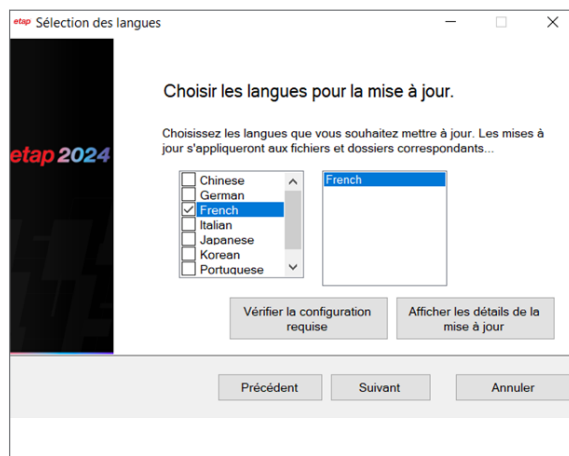 etap Sélection des langues
etap 2024
Choisir les langues pour la mise à jour.
Choisissez les langues que vous souhaitez mettre à jour. Les mises à
jour s'appliqueront aux fichiers et dossiers correspondants...
Chinese
German
French
Italian
Japanese
Korean
Portuguese
French
Vérifier la configuration
requise
Afficher les détails de la
mise à jour
Précédent
Suivant
Annuler